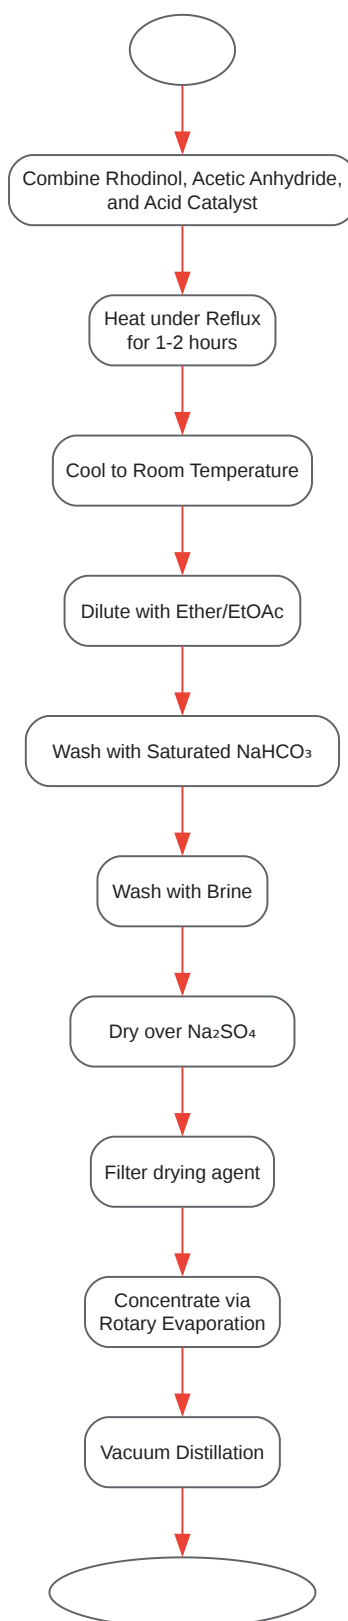 Combine Rhodinol, Acetic Anhydride,
and Acid Catalyst
Heat under Reflux
for 1-2 hours
Cool to Room Temperature
Dilute with Ether/EtOAc
Wash with Saturated NaHCO₃
Wash with Brine
Dry over Na₂SO₄
Filter drying agent
Concentrate via
Rotary Evaporation
Vacuum Distillation